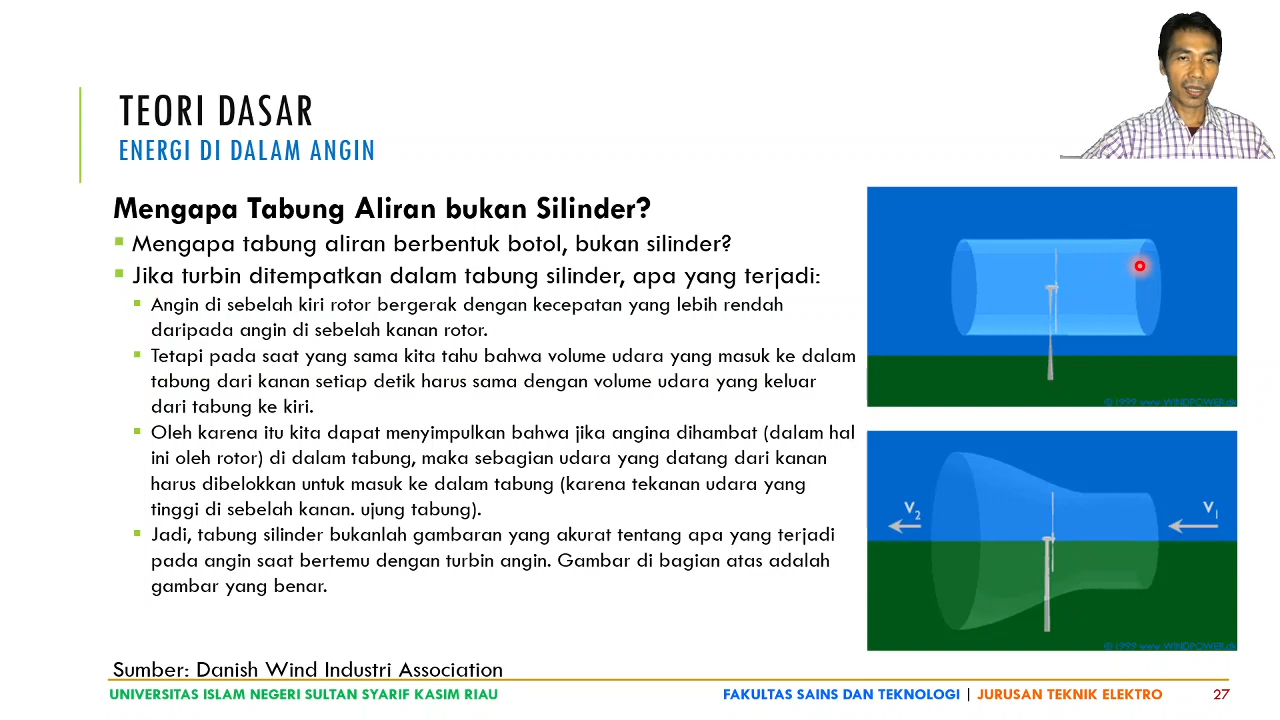 TEORI DASAR
ENERGI DI DALAM ANGIN
Mengapa Tabung Aliran bukan Silinder?
Mengapa tabung aliran berbentuk botol, bukan silinder?
Jika turbin ditempatkan dalam tabung silinder, apa yang terjadi:
Angin di sebelah kiri rotor bergerak dengan kecepatan yang lebih rendah
daripada angin di sebelah kanan rotor.
Tetapi pada saat yang sama kita tahu bahwa volume udara yang masuk ke dalam
tabung dari kanan setiap detik harus sama dengan volume udara yang keluar
dari tabung ke kiri.
Oleh karena itu kita dapat menyimpulkan bahwa jika angina dihambat (dalam hal
ini oleh rotor) di dalam tabung, maka sebagian udara yang datang dari kanan
harus dibelokkan untuk masuk ke dalam tabung (karena tekanan udara yang
tinggi di sebelah kanan. ujung tabung).
Jadi, tabung silinder bukanlah gambaran yang akurat tentang apa yang terjadi
pada angin saat bertemu dengan turbin angin. Gambar di bagian atas adalah
gambar yang benar.
© 1999 www.WINDPOWER.dk
V2
V1
© 1999 www.WINDPOWER.dk
Sumber: Danish Wind Industri Association
UNIVERSITAS ISLAM NEGERI SULTAN SYARIF KASIM RIAU
FAKULTAS SAINS DAN TEKNOLOGI | JURUSAN TEKNIK ELEKTRO
27